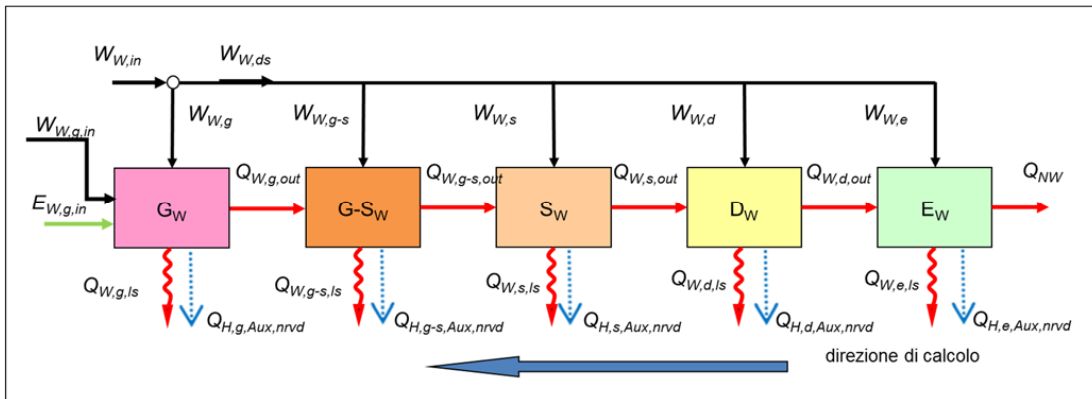 W_W,in
W_W,ds
W_W,g
W_W,g-s
W_W,s
W_W,d
W_W,e
W_W,g,in
Q_W,g,out
Q_W,g-s,out
Q_W,s,out
Q_W,d,out
Q_NW
E_W,g,in
G_W
G-S_W
S_W
D_W
E_W
Q_W,g,ls
Q_W,g-s,ls
Q_W,s,ls
Q_W,d,ls
Q_W,e,ls
Q_H,g,Aux,nrvd
Q_H,g-s,Aux,nrvd
Q_H,s,Aux,nrvd
Q_H,d,Aux,nrvd
Q_H,e,Aux,nrvd
direzione di calcolo